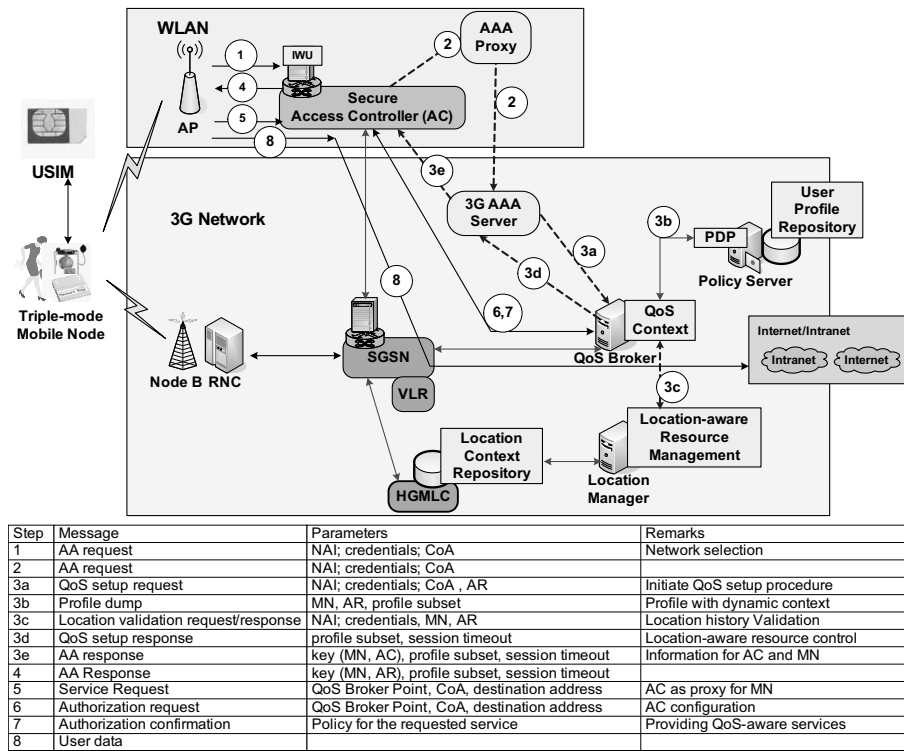 WLAN
AP
1
4
5
8
IWU
Secure
Access Controller (AC)
2
AAA
Proxy
2
USIM
Triple-mode
Mobile Node
3G Network
3e
3G AAA
Server
3a
3d
3b
PDP
User
Profile
Repository
Policy Server
8
6,7
QoS
Context
QoS Broker
Internet/Intranet
Intranet
Internet
Node B RNC
SGSN
VLR
3c
Location-aware
Resource
Management
Location
Manager
Location
Context
Repository
HGMLC
Step Message Parameters Remarks
1 AA request NAI; credentials; CoA Network selection
2 AA request NAI; credentials; CoA
3a QoS setup request NAI; credentials; CoA , AR Initiate QoS setup procedure
3b Profile dump MN, AR, profile subset Profile with dynamic context
3c Location validation request/response NAI; credentials, MN, AR Location history Validation
3d QoS setup response profile subset, session timeout Location-aware resource control
3e AA response key (MN, AC), profile subset, session timeout Information for AC and MN
4 AA Response key (MN, AR), profile subset, session timeout
5 Service Request QoS Broker Point, CoA, destination address AC as proxy for MN
6 Authorization request QoS Broker Point, CoA, destination address AC configuration
7 Authorization confirmation Policy for the requested service Providing QoS-aware services
8 User data